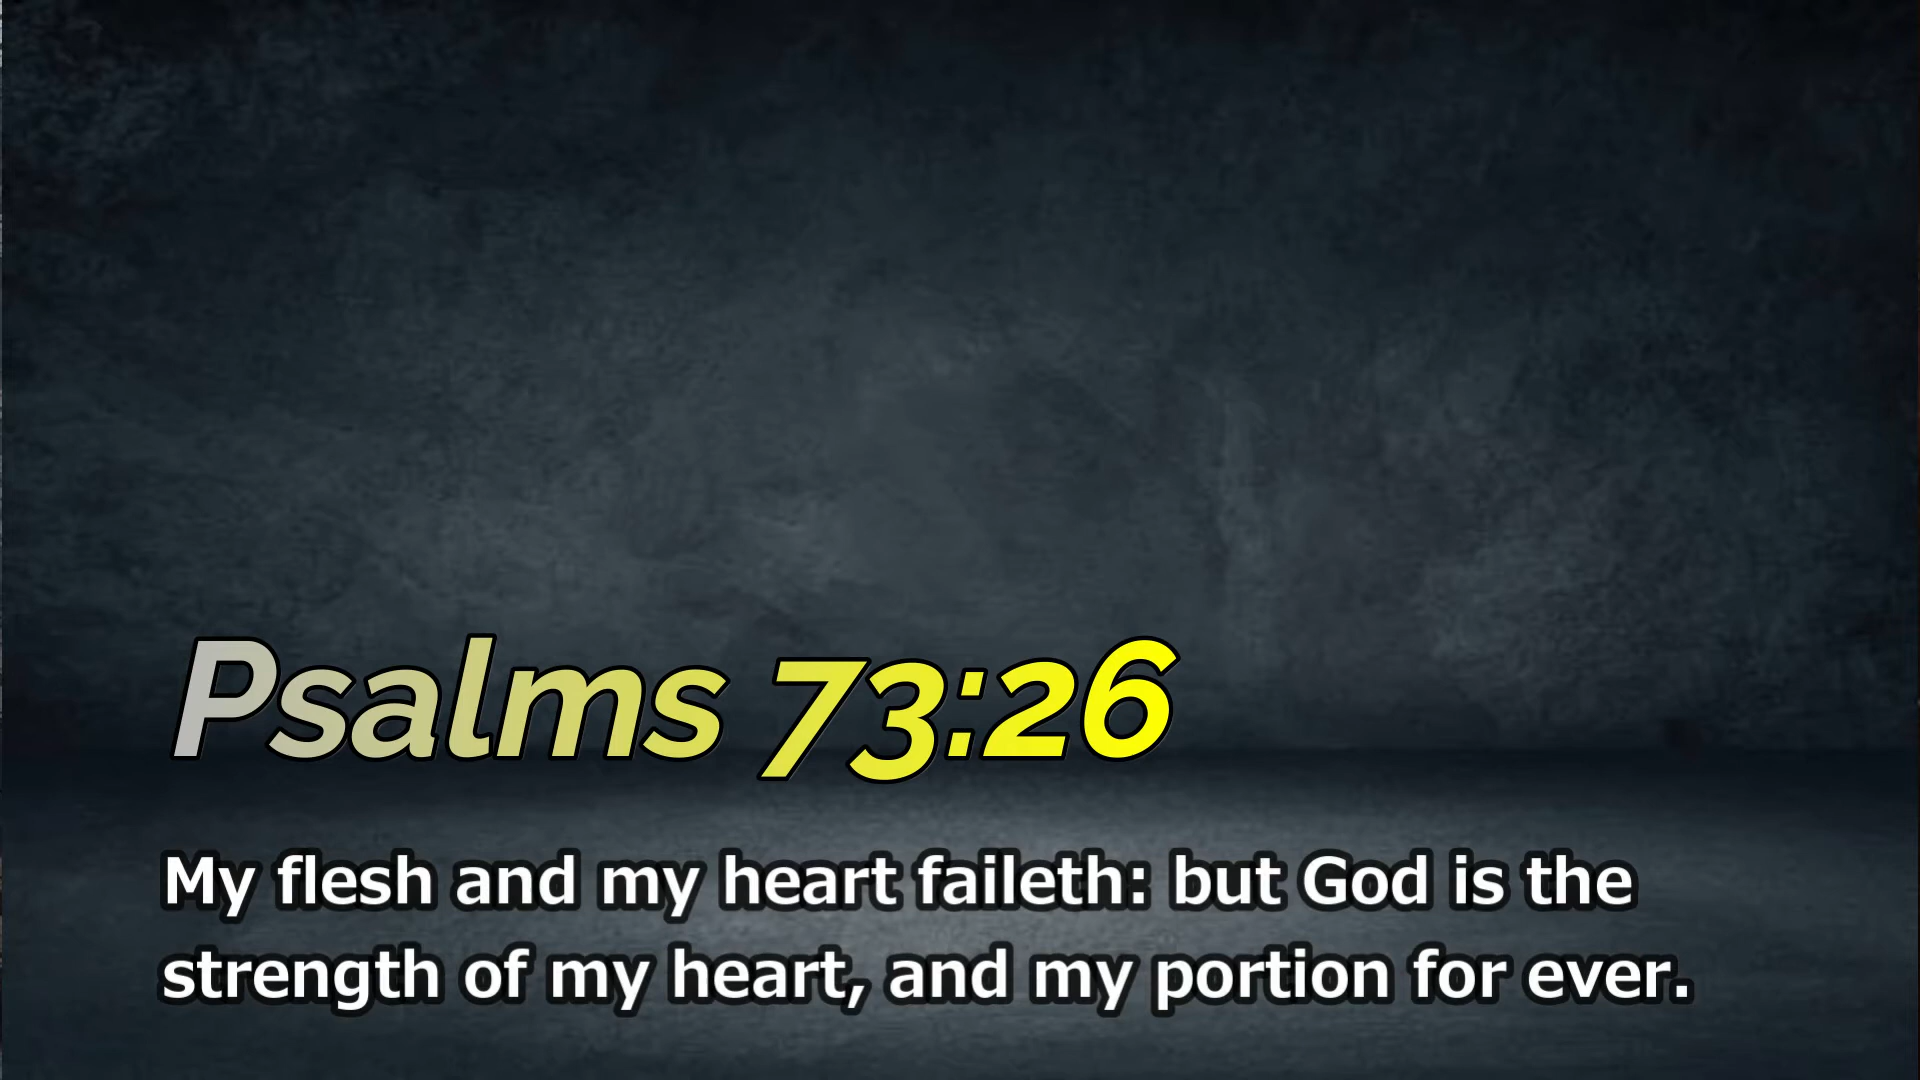 Psalms 73:26
My flesh and my heart faileth: but God is the
strength of my heart, and my portion for ever.